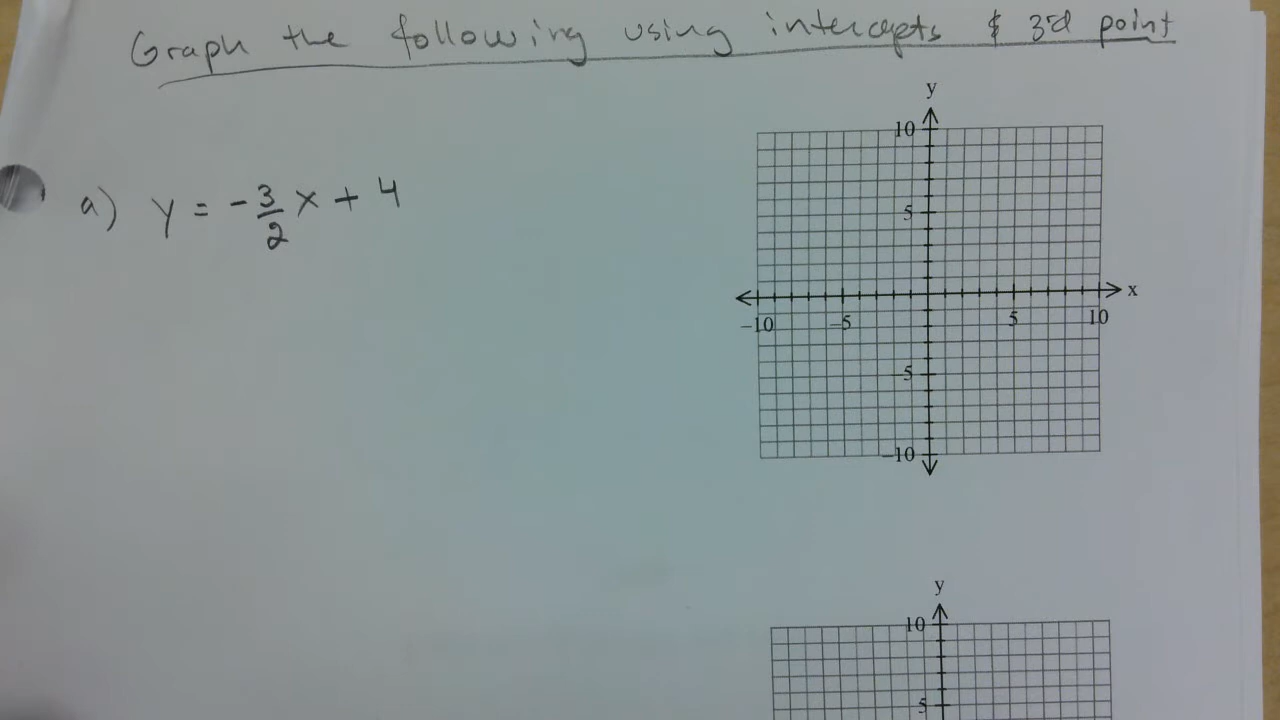 Graph the following using intercepts & 3rd point
a) y = -3/2 x + 4
y
10
5
x
-10
-5
5
10
-5
-10
y
10
5